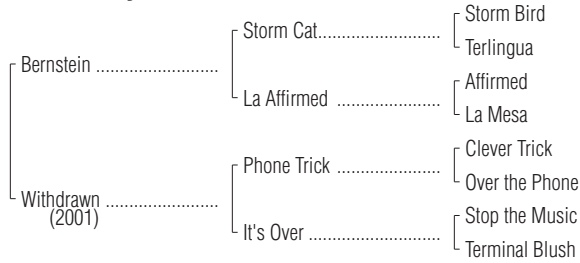 Storm Bird
Storm Cat..................
Terlingua
Bernstein ........................
Affirmed
La Affirmed ....................
La Mesa
Clever Trick
Phone Trick ....................
Over the Phone
Withdrawn ......................
(2001)
Stop the Music
It's Over ..........................
Terminal Blush